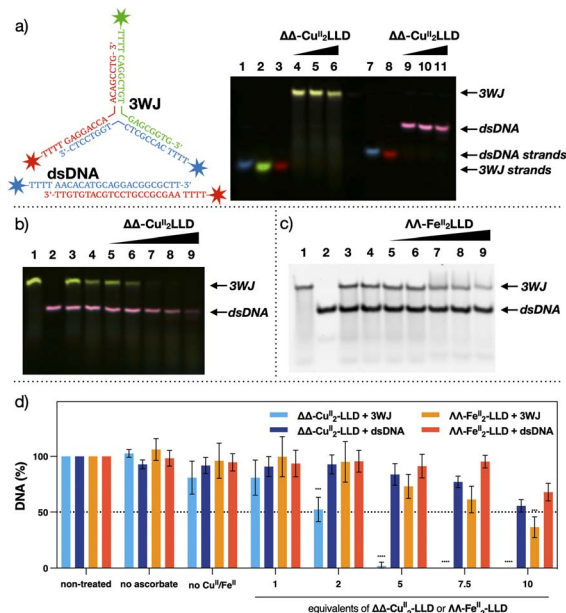 a)
ΔΔ-Cuᴵᴵ₂LLD
ΔΔ-Cuᴵᴵ₂LLD
1 2 3 4 5 6 7 8 9 10 11
TTTT CAGGCTGT
ACAGCCTG-3'
3WJ
GAGCGGTG-3'
TTTT GAGGACCA
3'-CTCCTGGT
CTCGCCAC TTTT
dsDNA
TTTT AACACATGCAGGACGGCGCTT-3'
3'-TTGTGTACGTCCTGCCGCGAA TTTT
3WJ
dsDNA
dsDNA strands
3WJ strands
b)
ΔΔ-Cuᴵᴵ₂LLD
1 2 3 4 5 6 7 8 9
3WJ
dsDNA
c)
ΛΛ-Feᴵᴵ₂LLD
1 2 3 4 5 6 7 8 9
3WJ
dsDNA
d)
ΔΔ-Cuᴵᴵ₂-LLD + 3WJ
ΔΔ-Cuᴵᴵ₂-LLD + dsDNA
ΛΛ-Feᴵᴵ₂-LLD + 3WJ
ΛΛ-Feᴵᴵ₂-LLD + dsDNA
DNA (%)
100
50
0
***
****
****
****
***
non-treated
no ascorbate
no Cuᴵᴵ/Feᴵᴵ
1
2
5
7.5
10
equivalents of ΔΔ-Cuᴵᴵ₂-LLD or ΛΛ-Feᴵᴵ₂-LLD